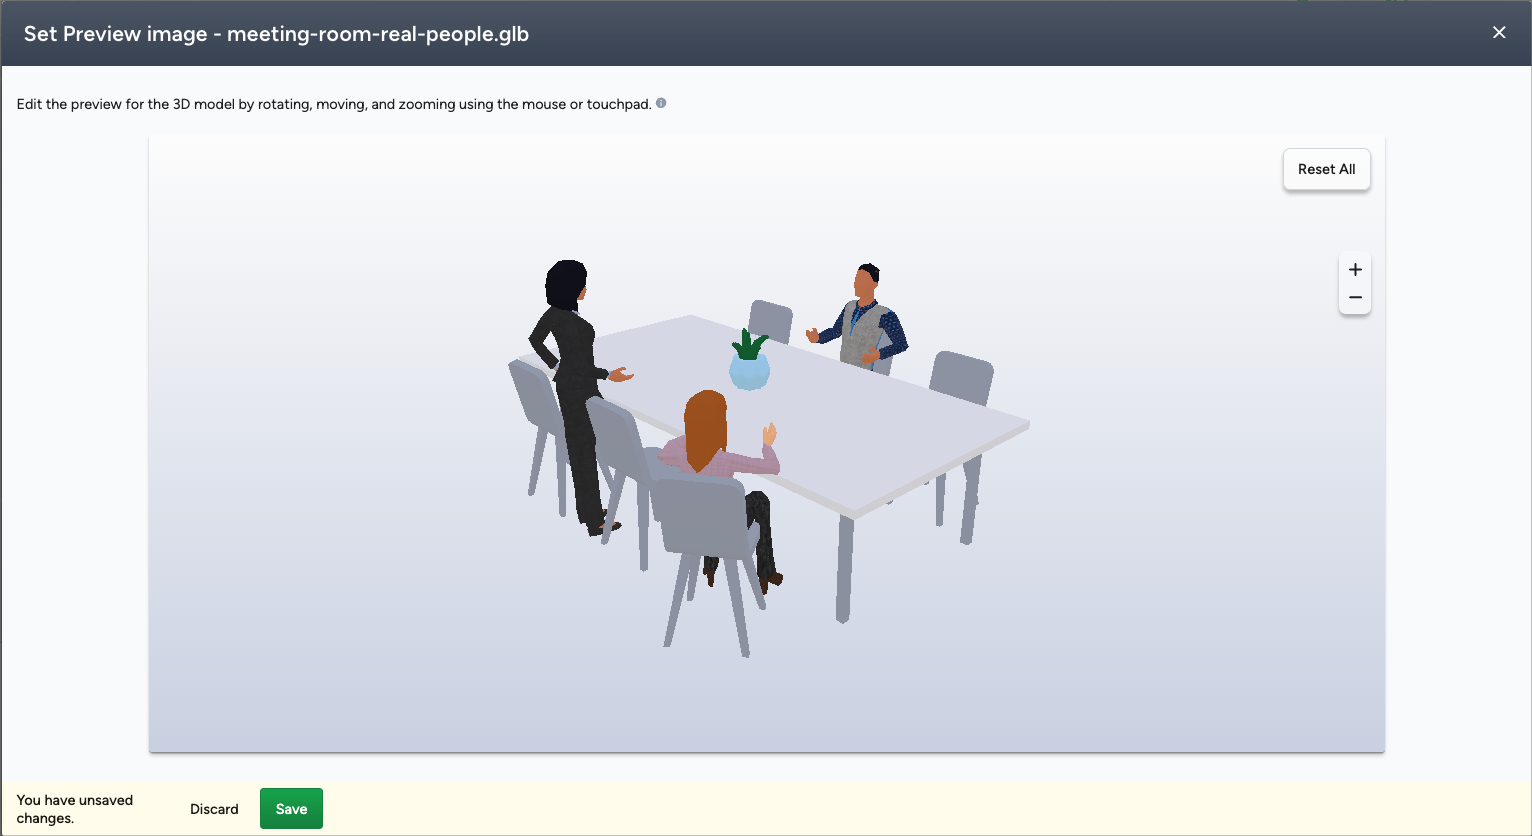 Set Preview image - meeting-room-real-people.glb
Edit the preview for the 3D model by rotating, moving, and zooming using the mouse or touchpad.
Reset All
+
−
You have unsaved
changes.
Discard
Save